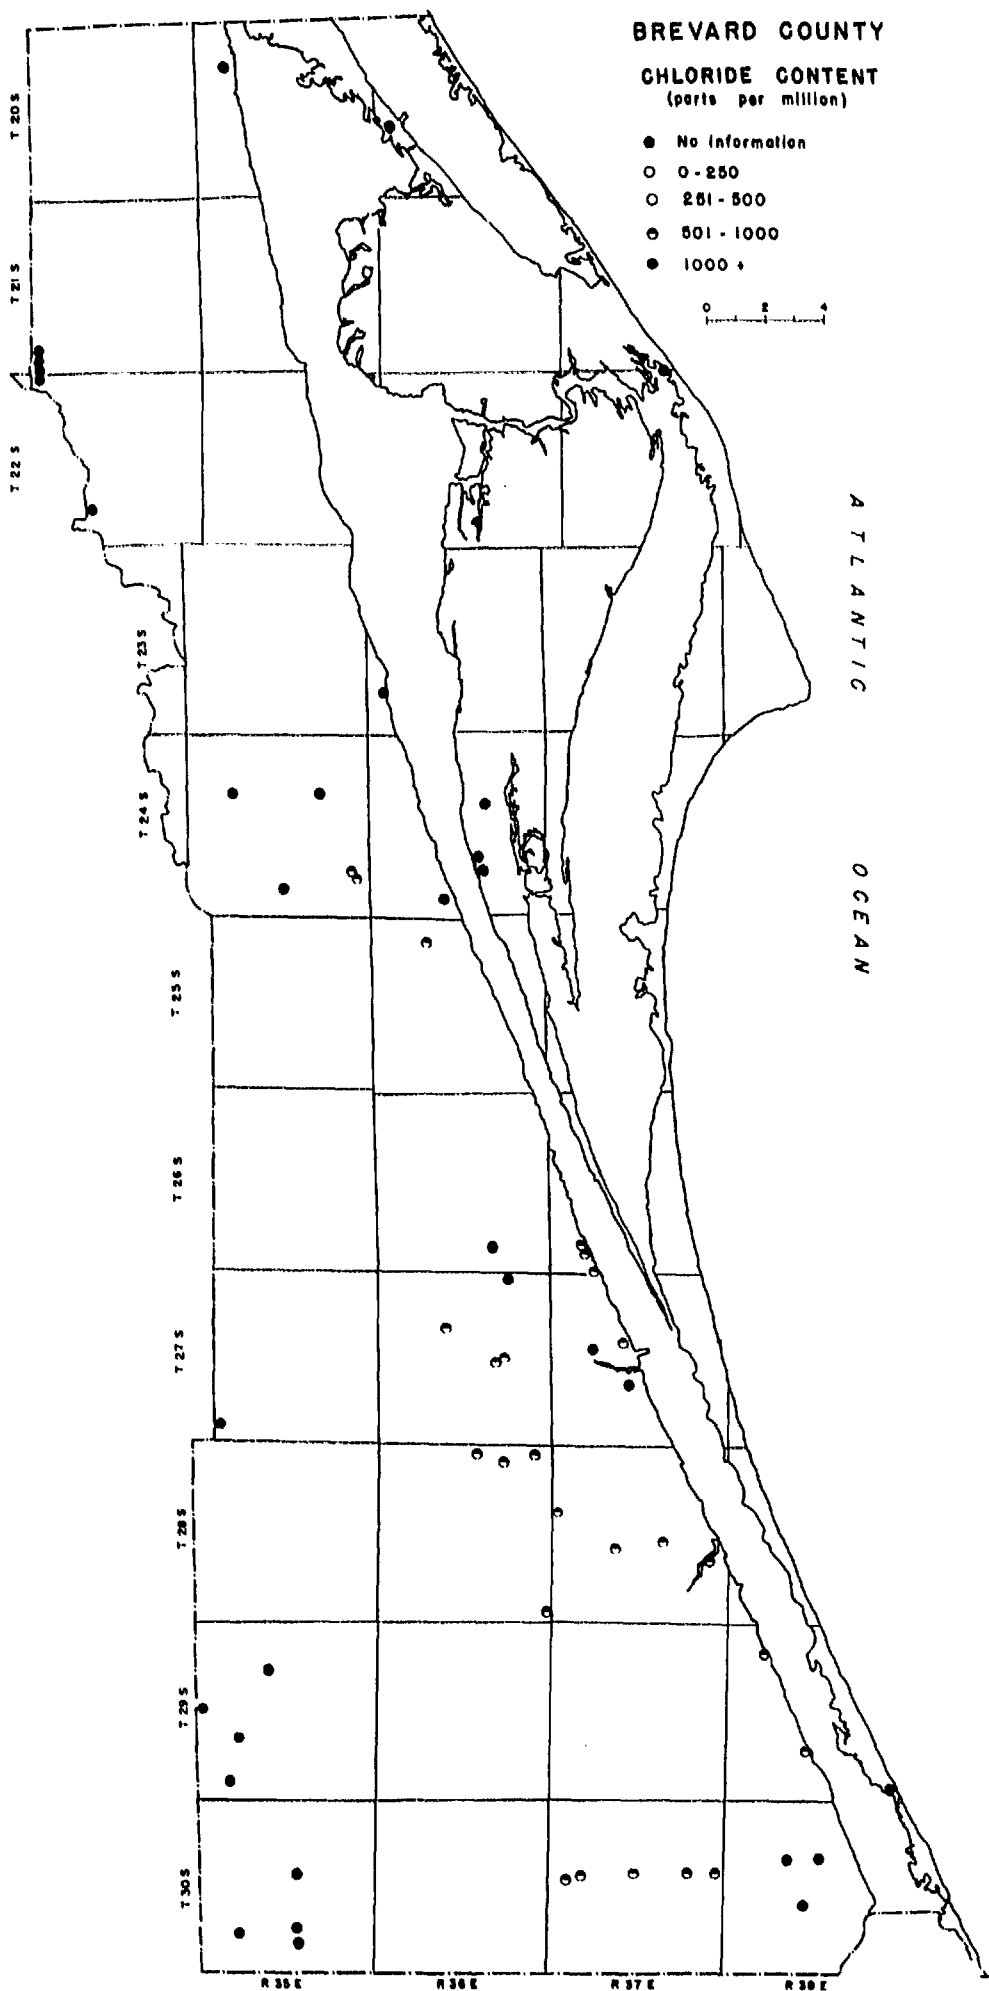 BREVARD COUNTY
CHLORIDE CONTENT
(parts per million)
No information
0-250
251-500
501-1000
1000+
0 2 4
T 20 S
T 21 S
T 22 S
T 23 S
T 24 S
T 25 S
T 26 S
T 27 S
T 28 S
T 29 S
T 30 S
ATLANTIC
OCEAN
R 35 E
R 36 E
R 37 E
R 38 E